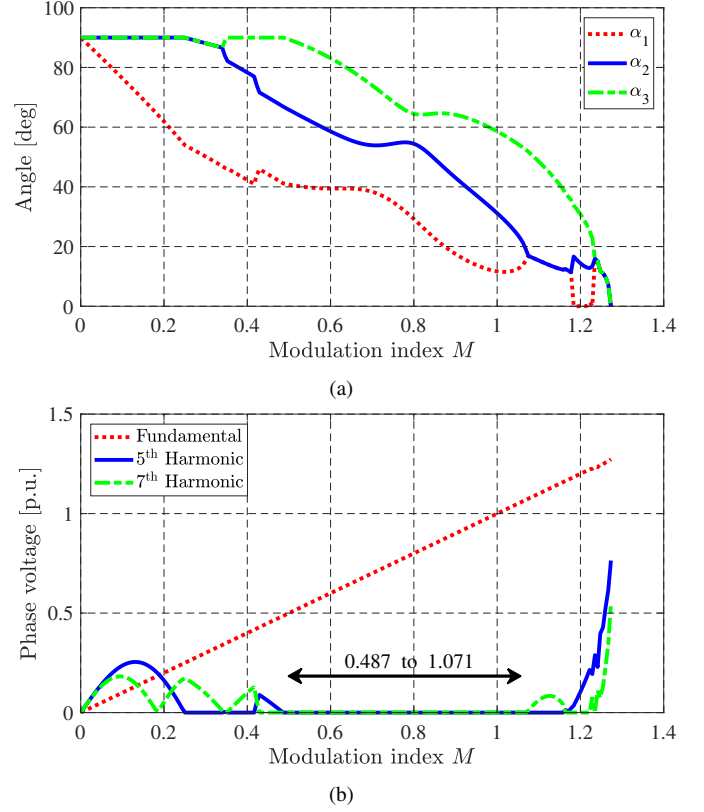 100
80
60
40
20
0
Angle [deg]
α1
α2
α3
0 0.2 0.4 0.6 0.8 1 1.2 1.4
Modulation index M
(a)
1.5
1
0.5
0
Phase voltage [p.u.]
Fundamental
5th Harmonic
7th Harmonic
0.487 to 1.071
0 0.2 0.4 0.6 0.8 1 1.2 1.4
Modulation index M
(b)